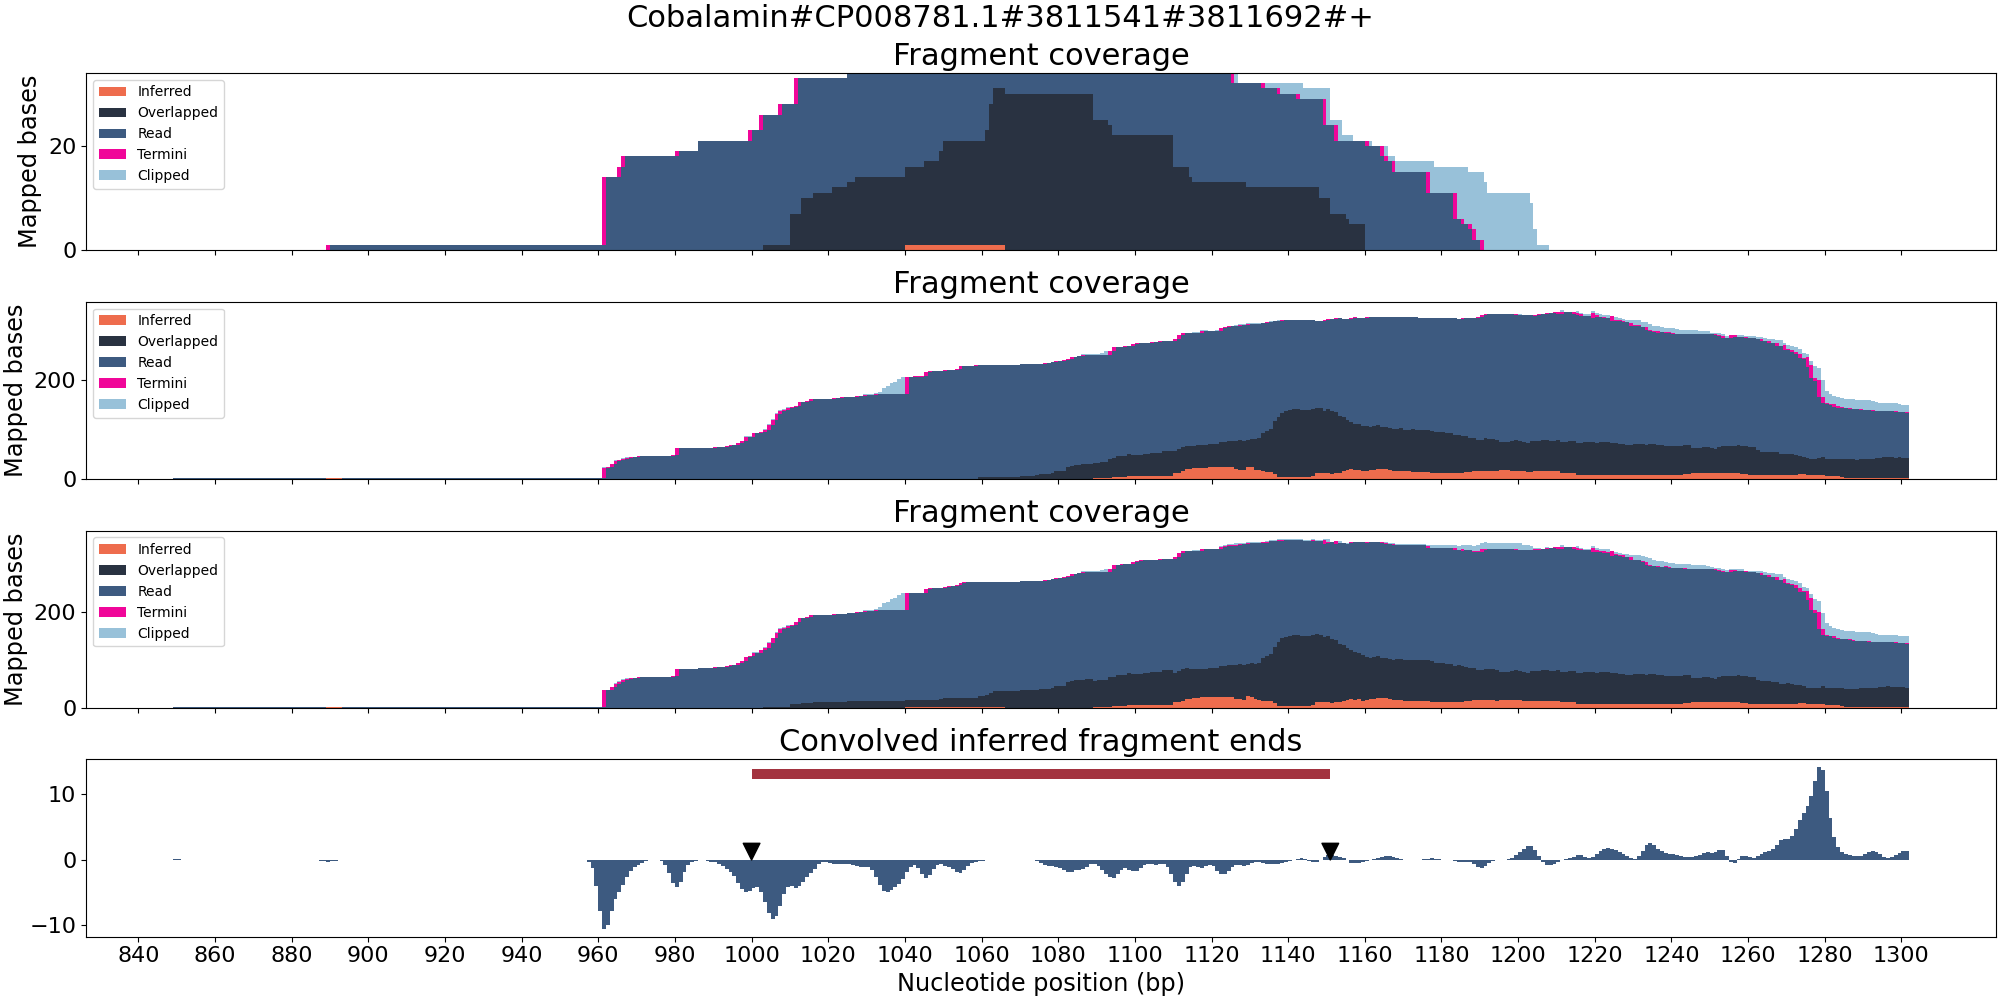 Cobalamin#CP008781.1#3811541#3811692#+
Fragment coverage
Mapped bases
20
0
Inferred
Overlapped
Read
Termini
Clipped
Fragment coverage
Mapped bases
200
0
Inferred
Overlapped
Read
Termini
Clipped
Fragment coverage
Mapped bases
200
0
Inferred
Overlapped
Read
Termini
Clipped
Convolved inferred fragment ends
10
0
−10
840 860 880 900 920 940 960 980 1000 1020 1040 1060 1080 1100 1120 1140 1160 1180 1200 1220 1240 1260 1280 1300
Nucleotide position (bp)